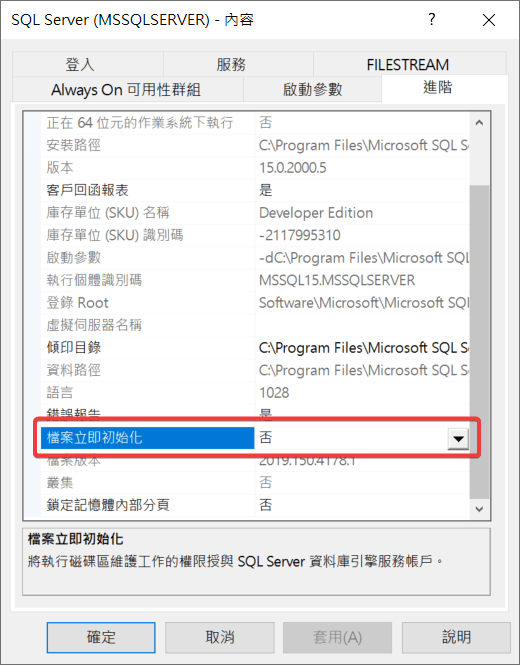 SQL Server (MSSQLSERVER) - 內容
登入 服務 FILESTREAM
Always On 可用性群組 啟動參數 進階
正在 64 位元的作業系統下執行 否
安裝路徑 C:\Program Files\Microsoft SQL S
版本 15.0.2000.5
客戶回函報表 是
庫存單位 (SKU) 名稱 Developer Edition
庫存單位 (SKU) 識別碼 -2117995310
啟動參數 -dC:\Program Files\Microsoft SQL
執行個體識別碼 MSSQL15.MSSQLSERVER
登錄 Root Software\Microsoft\Microsoft SQL
虛擬伺服器名稱
傾印目錄 C:\Program Files\Microsoft SQL S
資料路徑 C:\Program Files\Microsoft SQL S
語言 1028
錯誤報告 是
檔案立即初始化 否
檔案版本 2019.150.4178.1
叢集 否
鎖定記憶體內部分頁 否
檔案立即初始化
將執行磁碟區維護工作的權限授與 SQL Server 資料庫引擎服務帳戶。
確定 取消 套用(A) 說明